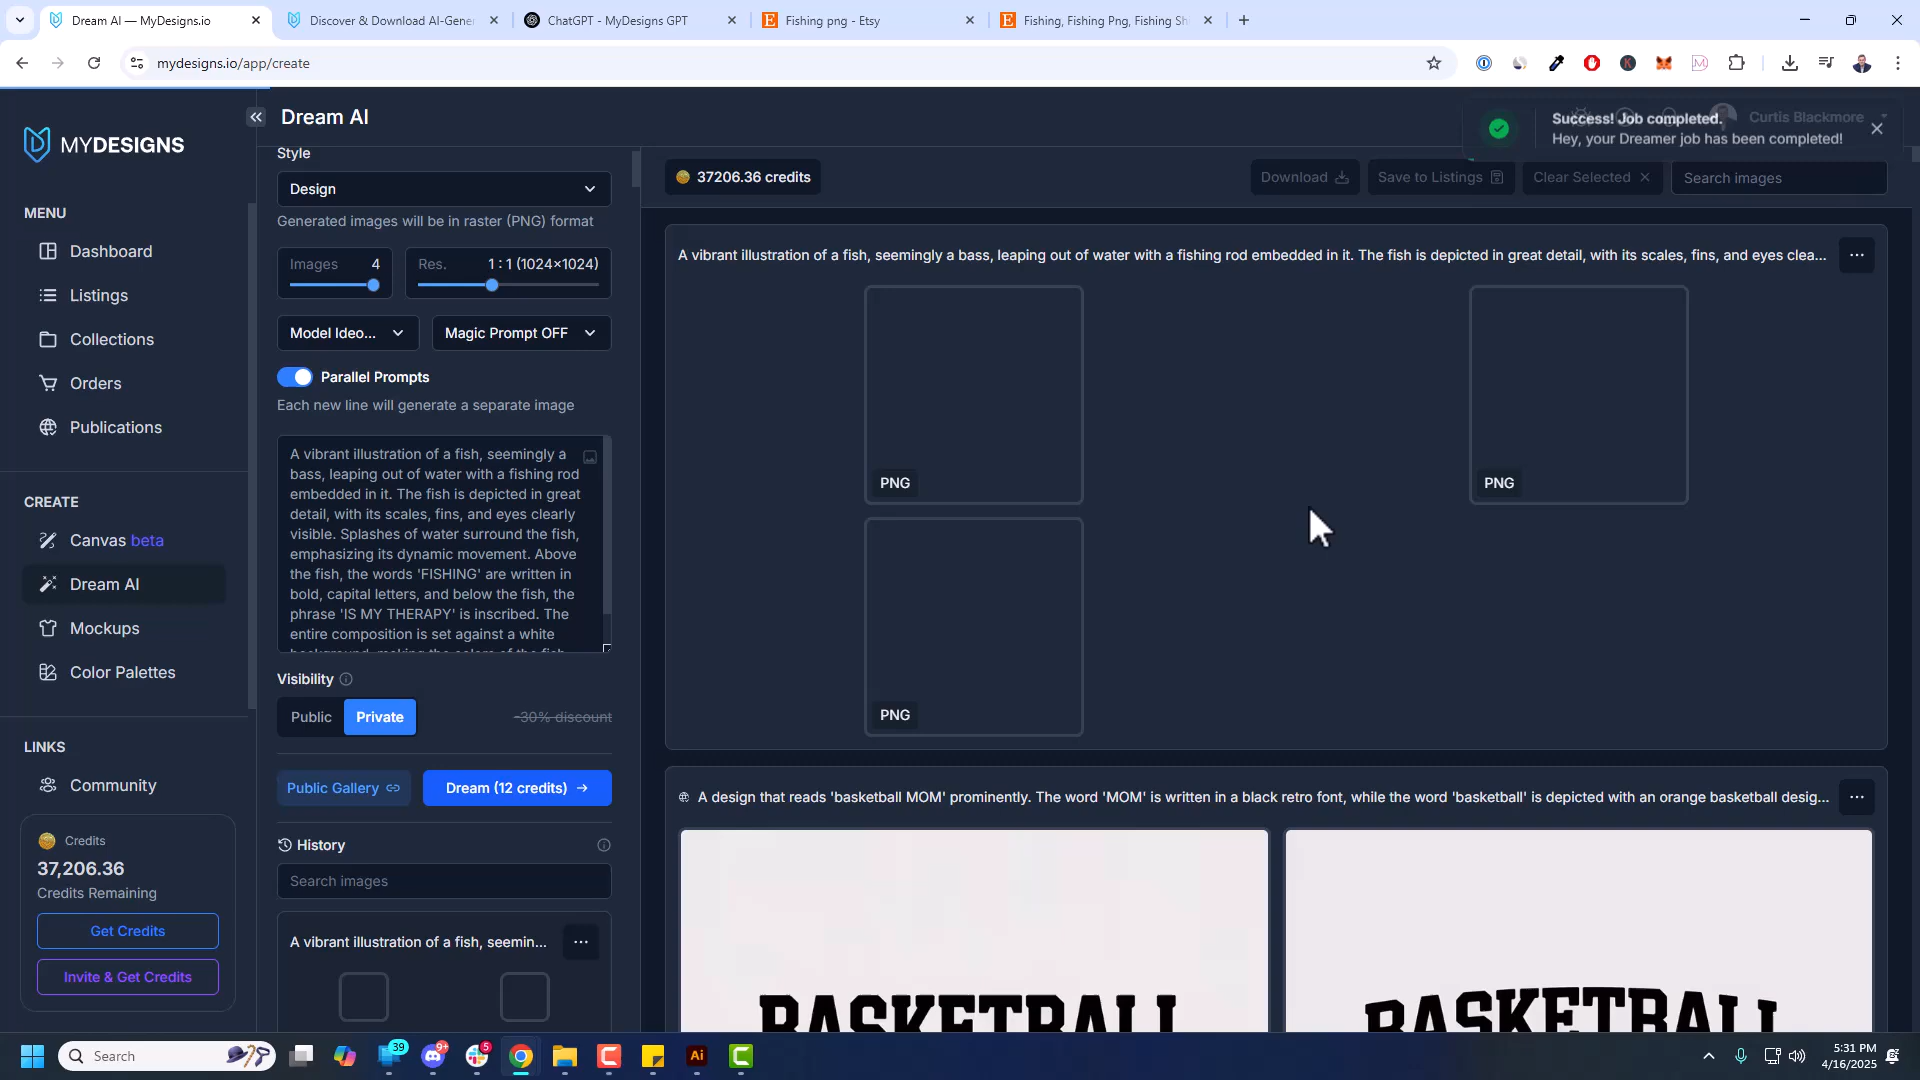 Dream AI — MyDesigns.io
Discover & Download AI-Gener
ChatGPT - MyDesigns GPT
Fishing png - Etsy
Fishing, Fishing Png, Fishing Sh
mydesigns.io/app/create
MYDESIGNS
MENU
Dashboard
Listings
Collections
Orders
Publications
CREATE
Canvas beta
Dream AI
Mockups
Color Palettes
LINKS
Community
Credits
37,206.36
Credits Remaining
Get Credits
Invite & Get Credits
Dream AI
Style
Design
Generated images will be in raster (PNG) format
Images 4
Res. 1:1 (1024×1024)
Model Ideo...
Magic Prompt OFF
Parallel Prompts
Each new line will generate a separate image
A vibrant illustration of a fish, seemingly a
bass, leaping out of water with a fishing rod
embedded in it. The fish is depicted in great
detail, with its scales, fins, and eyes clearly
visible. Splashes of water surround the fish,
emphasizing its dynamic movement. Above
the fish, the words 'FISHING' are written in
bold, capital letters, and below the fish, the
phrase 'IS MY THERAPY' is inscribed. The
entire composition is set against a white
Visibility
Public
Private
-30% discount
Public Gallery
Dream (12 credits)
History
Search images
A vibrant illustration of a fish, seemin...
37206.36 credits
Download
Save to Listings
Clear Selected
Search images
Success! Job completed.
Hey, your Dreamer job has been completed!
Curtis Blackmore
A vibrant illustration of a fish, seemingly a bass, leaping out of water with a fishing rod embedded in it. The fish is depicted in great detail, with its scales, fins, and eyes clea...
PNG
PNG
PNG
A design that reads 'basketball MOM' prominently. The word 'MOM' is written in a black retro font, while the word 'basketball' is depicted with an orange basketball desig...
BASKETBALL
BASKETBALL
Search
39
9+
5
Ai
5:31 PM
4/16/2025